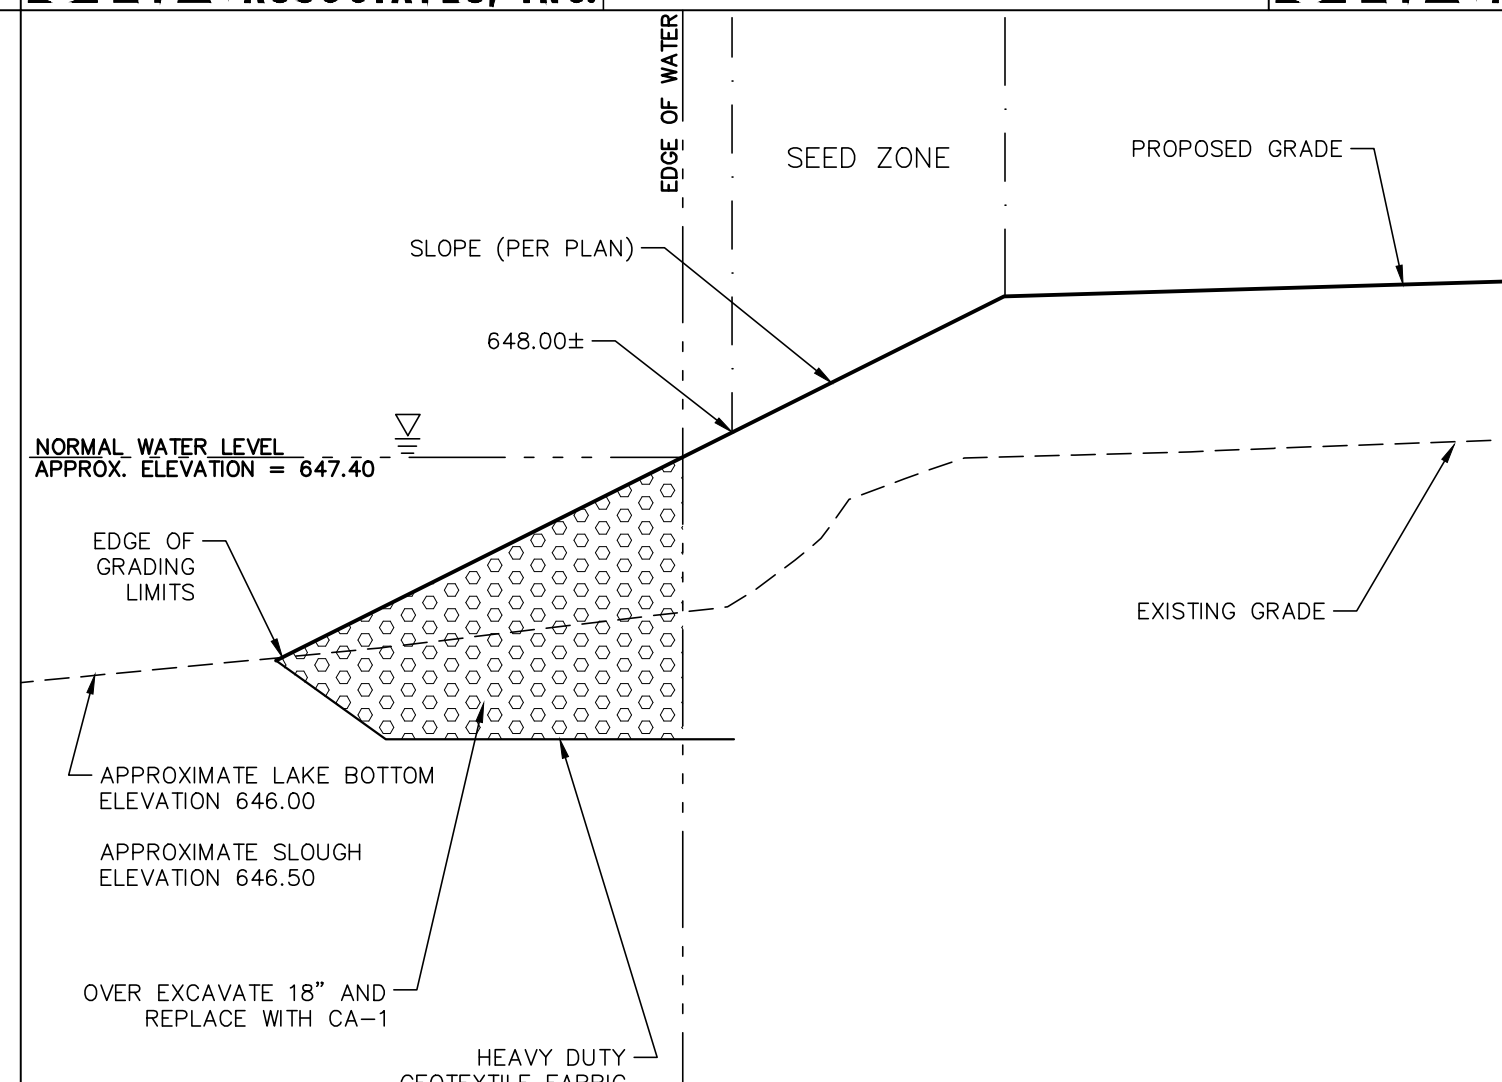 EDGE OF WATER
SEED ZONE
PROPOSED GRADE
SLOPE (PER PLAN)
648.00±
NORMAL WATER LEVEL
APPROX. ELEVATION = 647.40
EDGE OF
GRADING
LIMITS
EXISTING GRADE
APPROXIMATE LAKE BOTTOM
ELEVATION 646.00
APPROXIMATE SLOUGH
ELEVATION 646.50
OVER EXCAVATE 18” AND
REPLACE WITH CA-1
HEAVY DUTY
GEOTEXTILE FABRIC